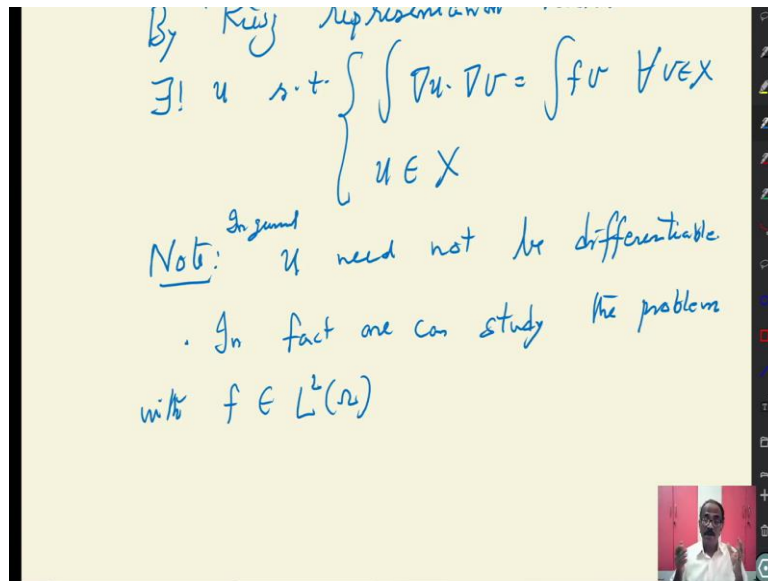 By Riesz representation
∃! u s.t. { ∫ ∇u. ∇v = ∫ f v ∀ v ∈ X
u ∈ X
In general
Note: u need not be differentiable
. In fact one can study the problem
with f ∈ L²(Ω)